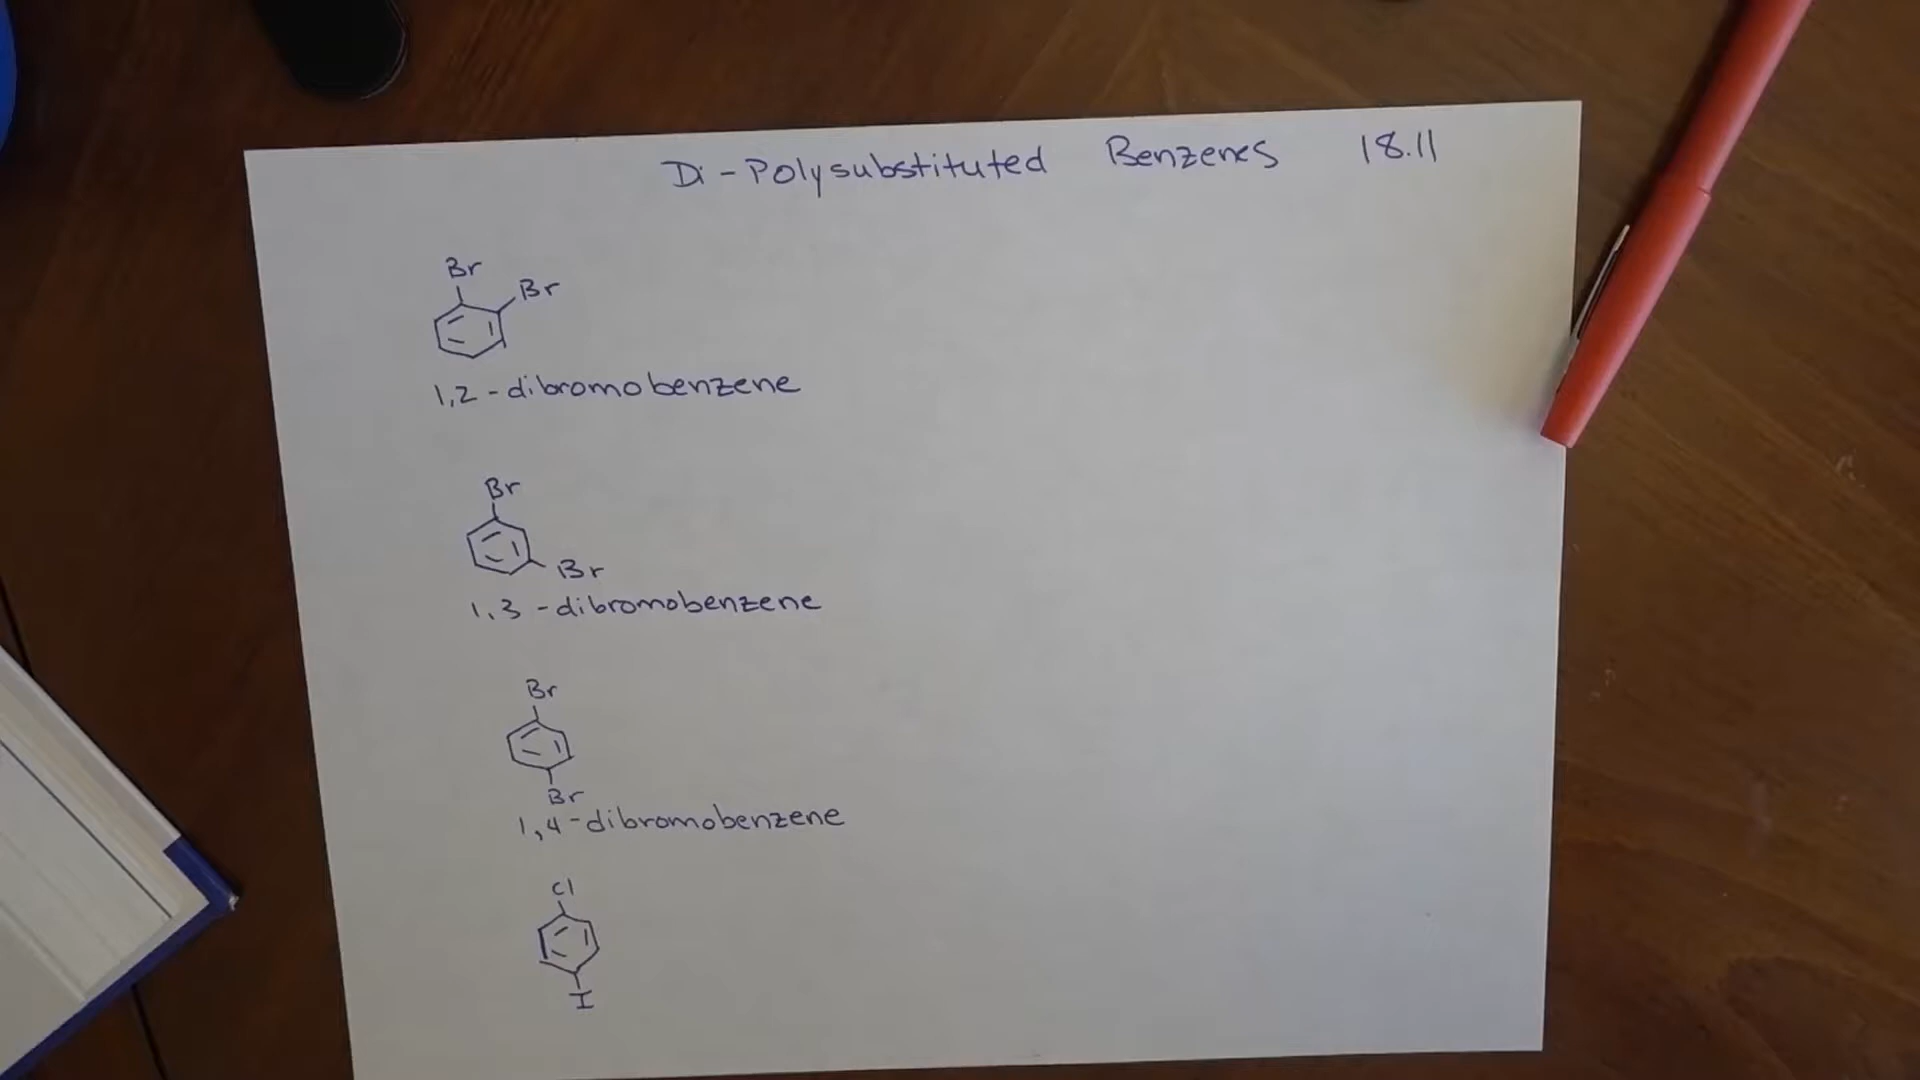 Di-Polysubstituted Benzenes 18.11
Br
Br
1,2-dibromobenzene
Br
Br
1,3-dibromobenzene
Br
Br
1,4-dibromobenzene
Cl
I